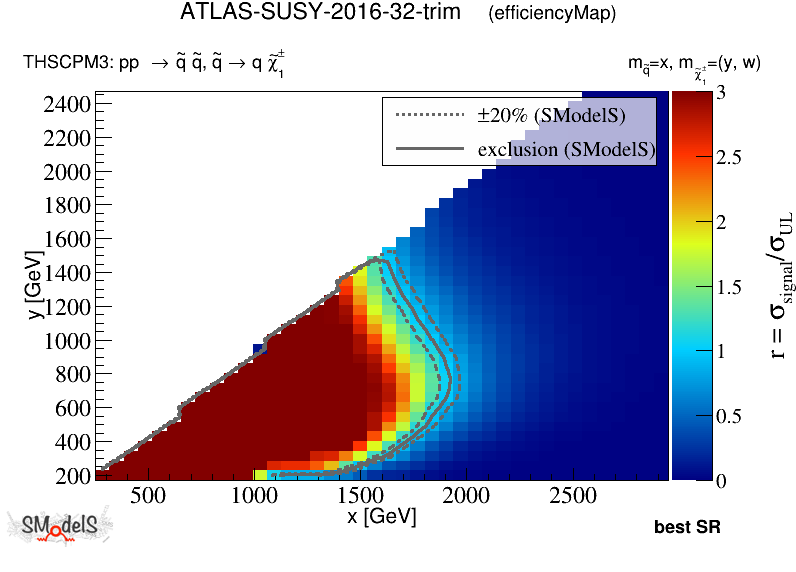 ATLAS-SUSY-2016-32-trim (efficiencyMap)
THSCPM3: pp → q̃ q̃, q̃ → q χ̃₁± m_q̃=x, m_χ̃₁±=(y, w)
±20% (SModelS)
exclusion (SModelS)
2400
2200
2000
1800
1600
1400
1200
1000
800
600
400
200
y [GeV]
500 1000 1500 2000 2500
x [GeV]
3
2.5
2
1.5
1
0.5
0
r = σ_signal/σ_UL
SModelS
best SR